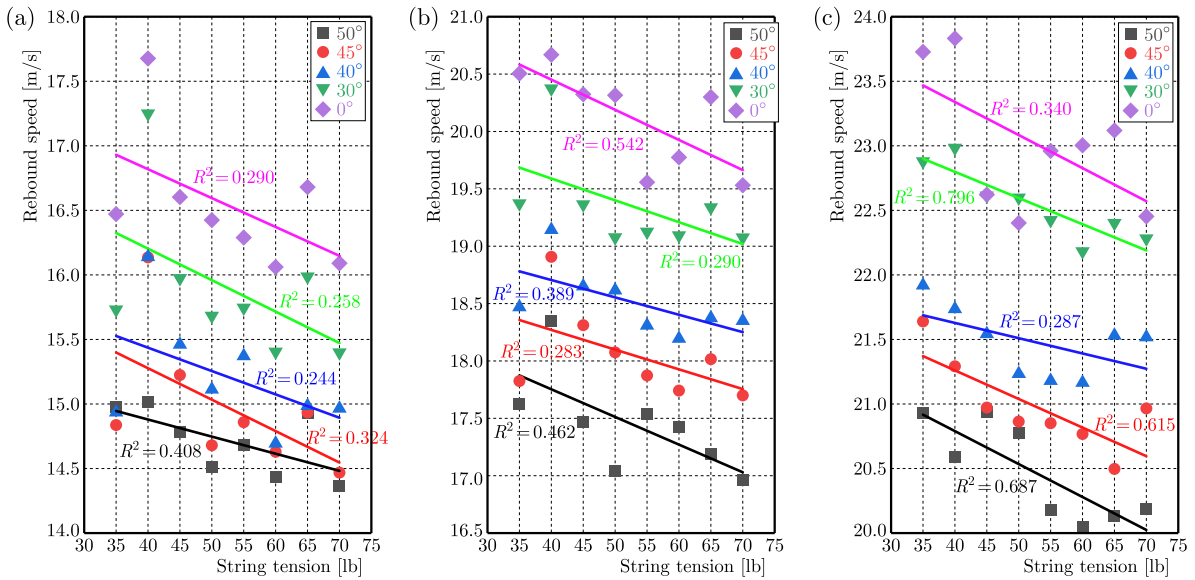 (a)
Rebound speed [m/s]
18.0
17.5
17.0
16.5
16.0
15.5
15.0
14.5
14.0
30 35 40 45 50 55 60 65 70 75
String tension [lb]
50°
45°
40°
30°
0°
R²=0.290
R²=0.258
R²=0.244
R²=0.324
R²=0.408
(b)
Rebound speed [m/s]
21.0
20.5
20.0
19.5
19.0
18.5
18.0
17.5
17.0
16.5
30 35 40 45 50 55 60 65 70 75
String tension [lb]
50°
45°
40°
30°
0°
R²=0.542
R²=0.290
R²=0.389
R²=0.283
R²=0.462
(c)
Rebound speed [m/s]
24.0
23.5
23.0
22.5
22.0
21.5
21.0
20.5
20.0
30 35 40 45 50 55 60 65 70 75
String tension [lb]
50°
45°
40°
30°
0°
R²=0.340
R²=0.796
R²=0.287
R²=0.615
R²=0.687